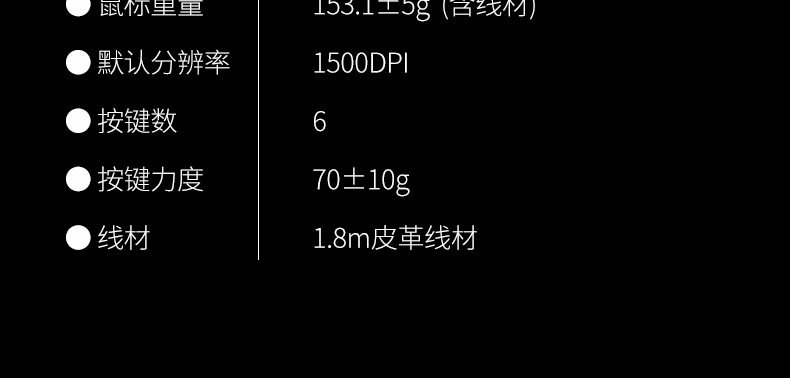 ● 鼠标重量 153.1±5g (含线材)
● 默认分辨率 1500DPI
● 按键数 6
● 按键力度 70±10g
● 线材 1.8m皮革线材